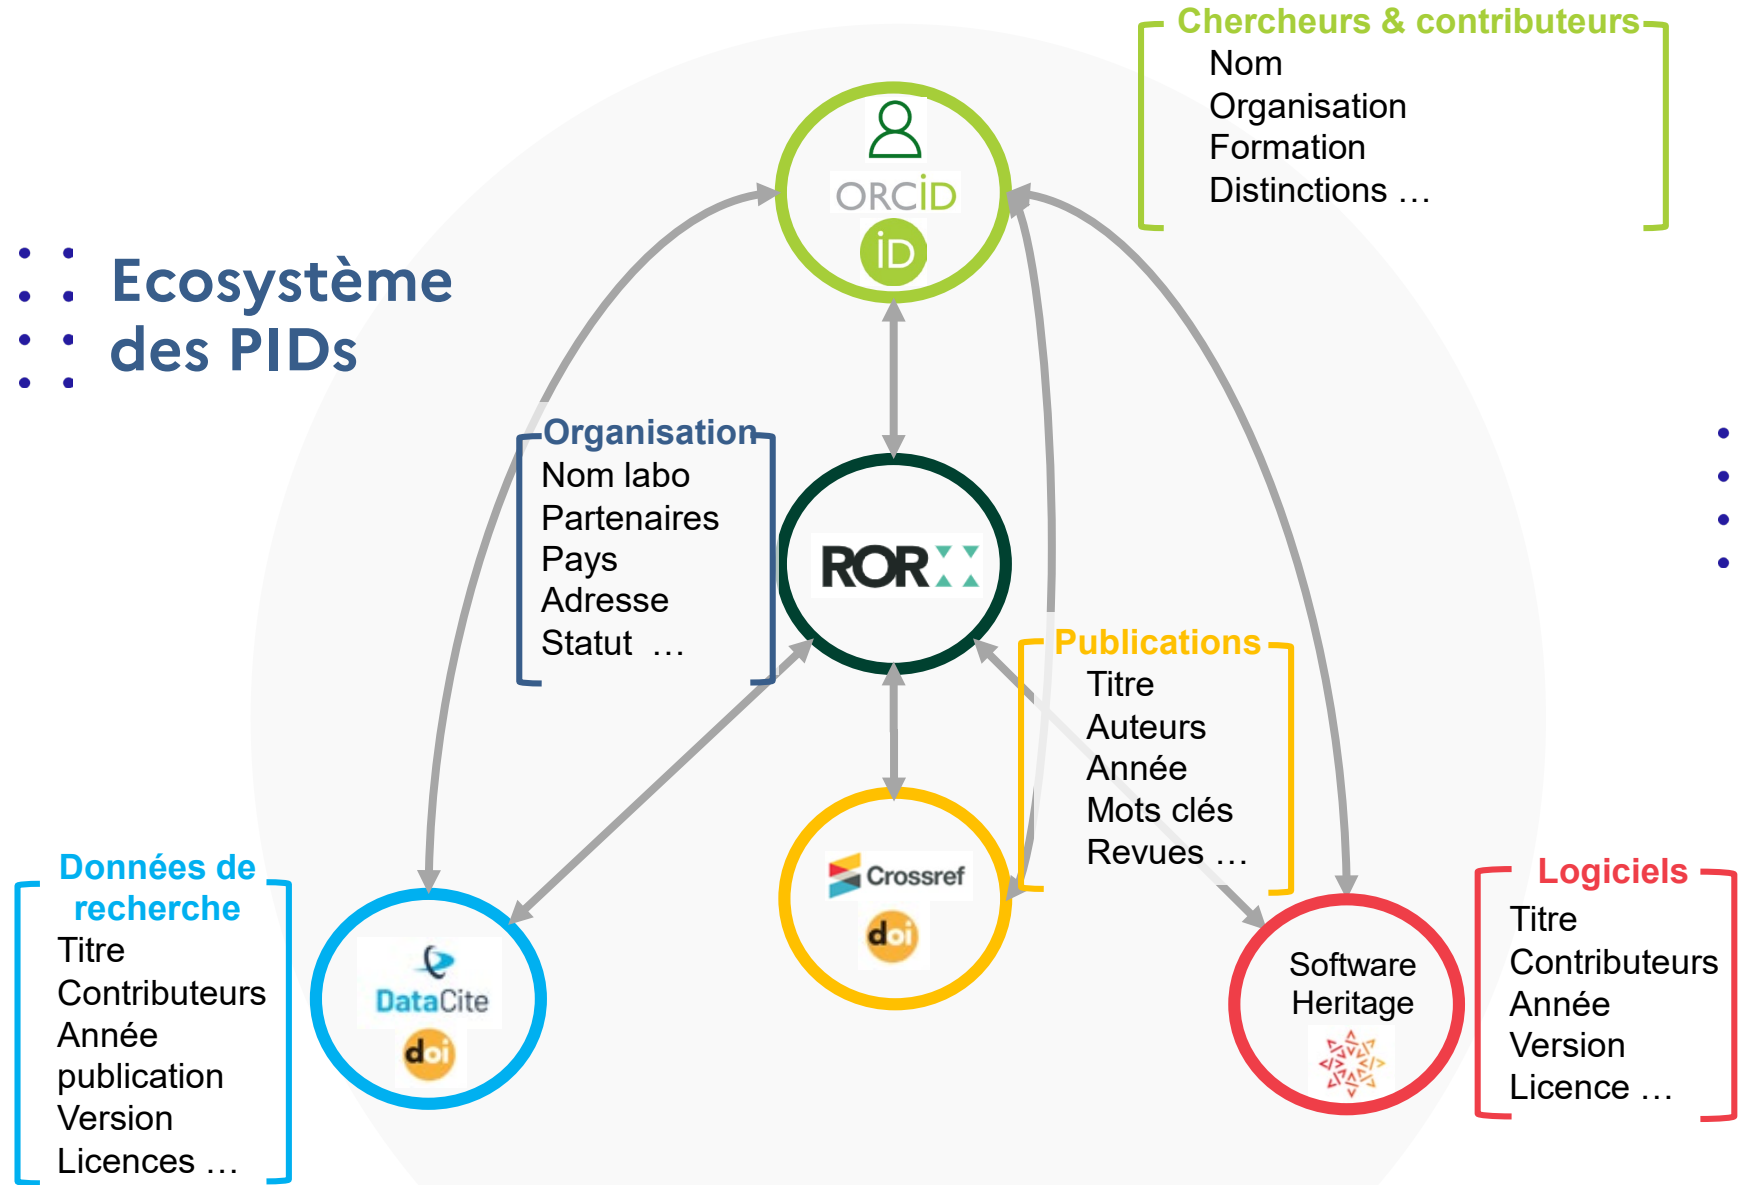 Chercheurs & contributeurs
Nom
Organisation
Formation
Distinctions …
ORCID
iD
Ecosystème
des PIDs
Organisation
Nom labo
Partenaires
Pays
Adresse
Statut …
ROR
Publications
Titre
Auteurs
Année
Mots clés
Revues …
Crossref
doi
Données de
recherche
Titre
Contributeurs
Année
publication
Version
Licences …
DataCite
doi
Software
Heritage
Logiciels
Titre
Contributeurs
Année
Version
Licence …